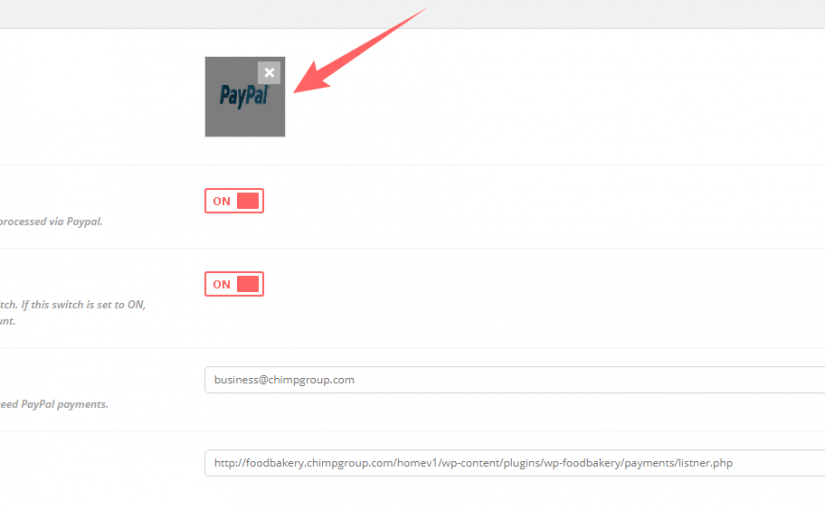 PayPal
ON
processed via Paypal.
ON
tch. If this switch is set to ON,
unt.
business@chimpgroup.com
eed PayPal payments.
http://foodbakery.chimpgroup.com/homev1/wp-content/plugins/wp-foodbakery/payments/listner.php